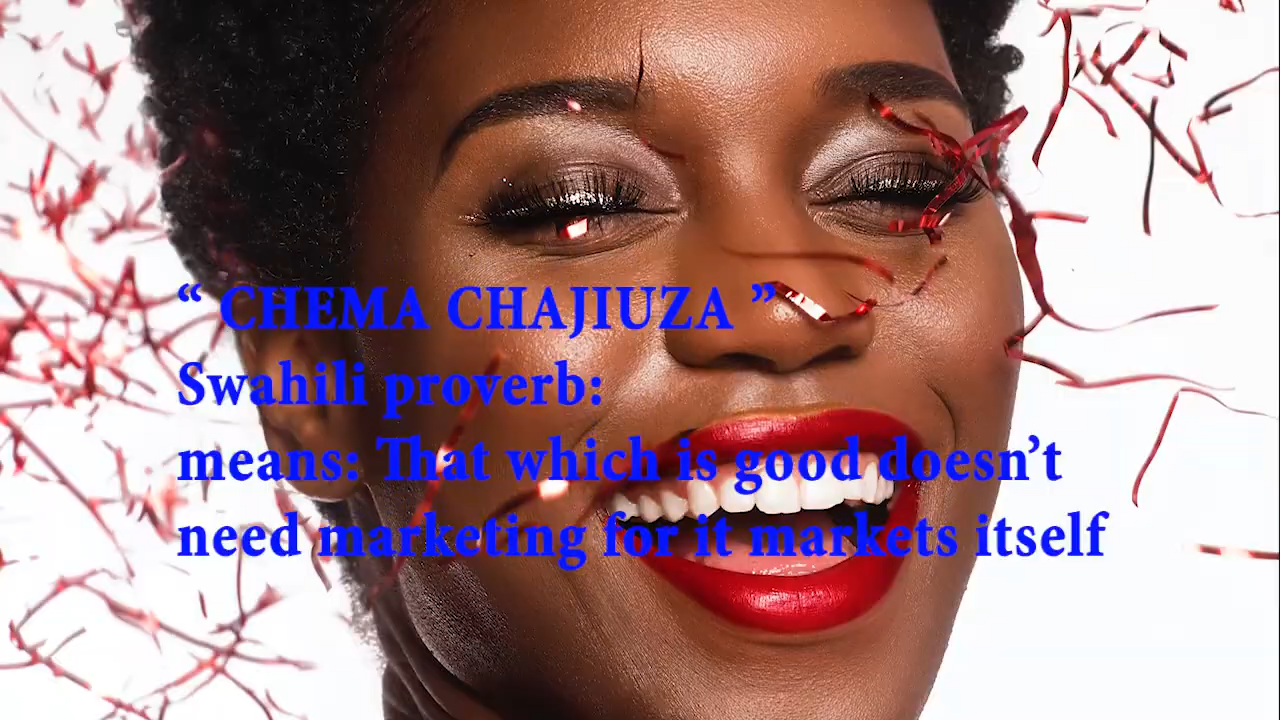 “ CHEMA CHAJIUZA ”
Swahili proverb:
means: That which is good doesn’t
need marketing for it markets itself